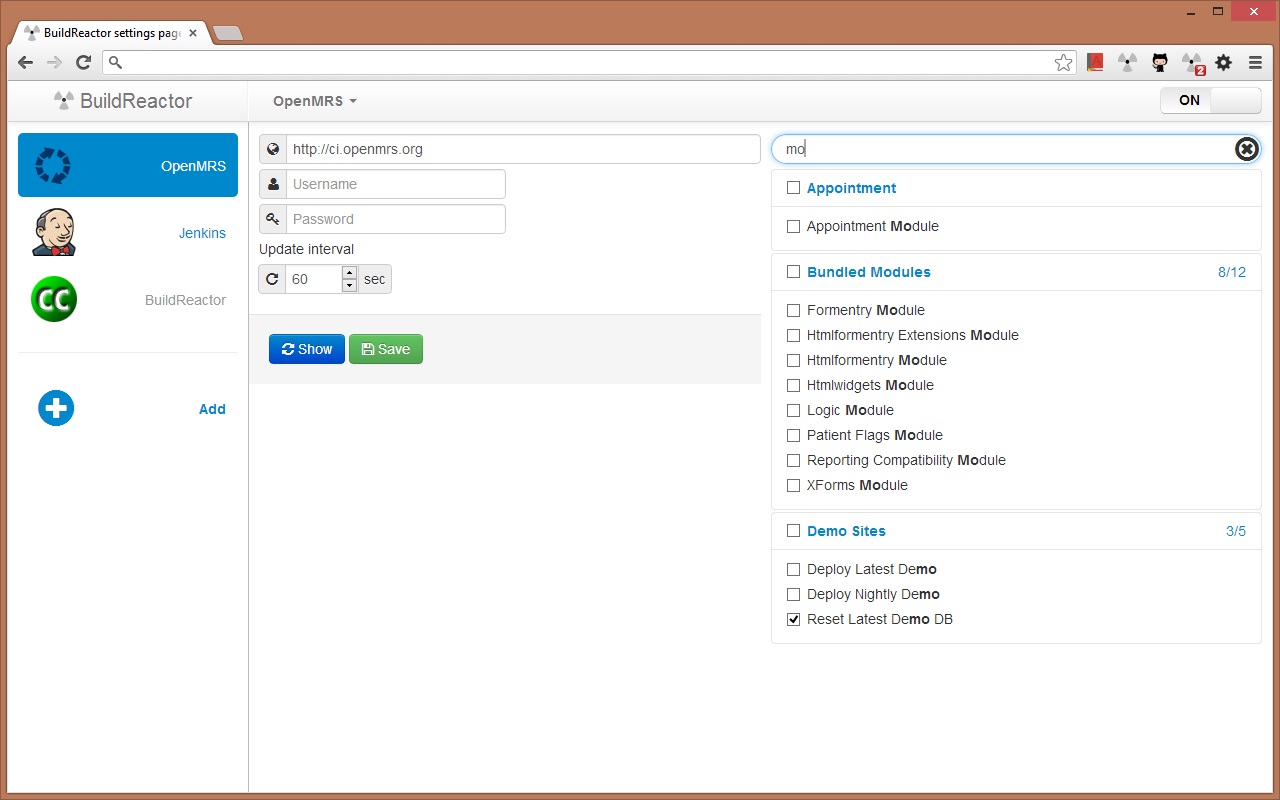 BuildReactor settings pag
BuildReactor
OpenMRS
ON
OpenMRS
Jenkins
CC
BuildReactor
Add
http://ci.openmrs.org
Username
Password
Update interval
60 sec
Show Save
mo
Appointment
Appointment Module
Bundled Modules 8/12
Formentry Module
Htmlformentry Extensions Module
Htmlformentry Module
Htmlwidgets Module
Logic Module
Patient Flags Module
Reporting Compatibility Module
XForms Module
Demo Sites 3/5
Deploy Latest Demo
Deploy Nightly Demo
Reset Latest Demo DB
2